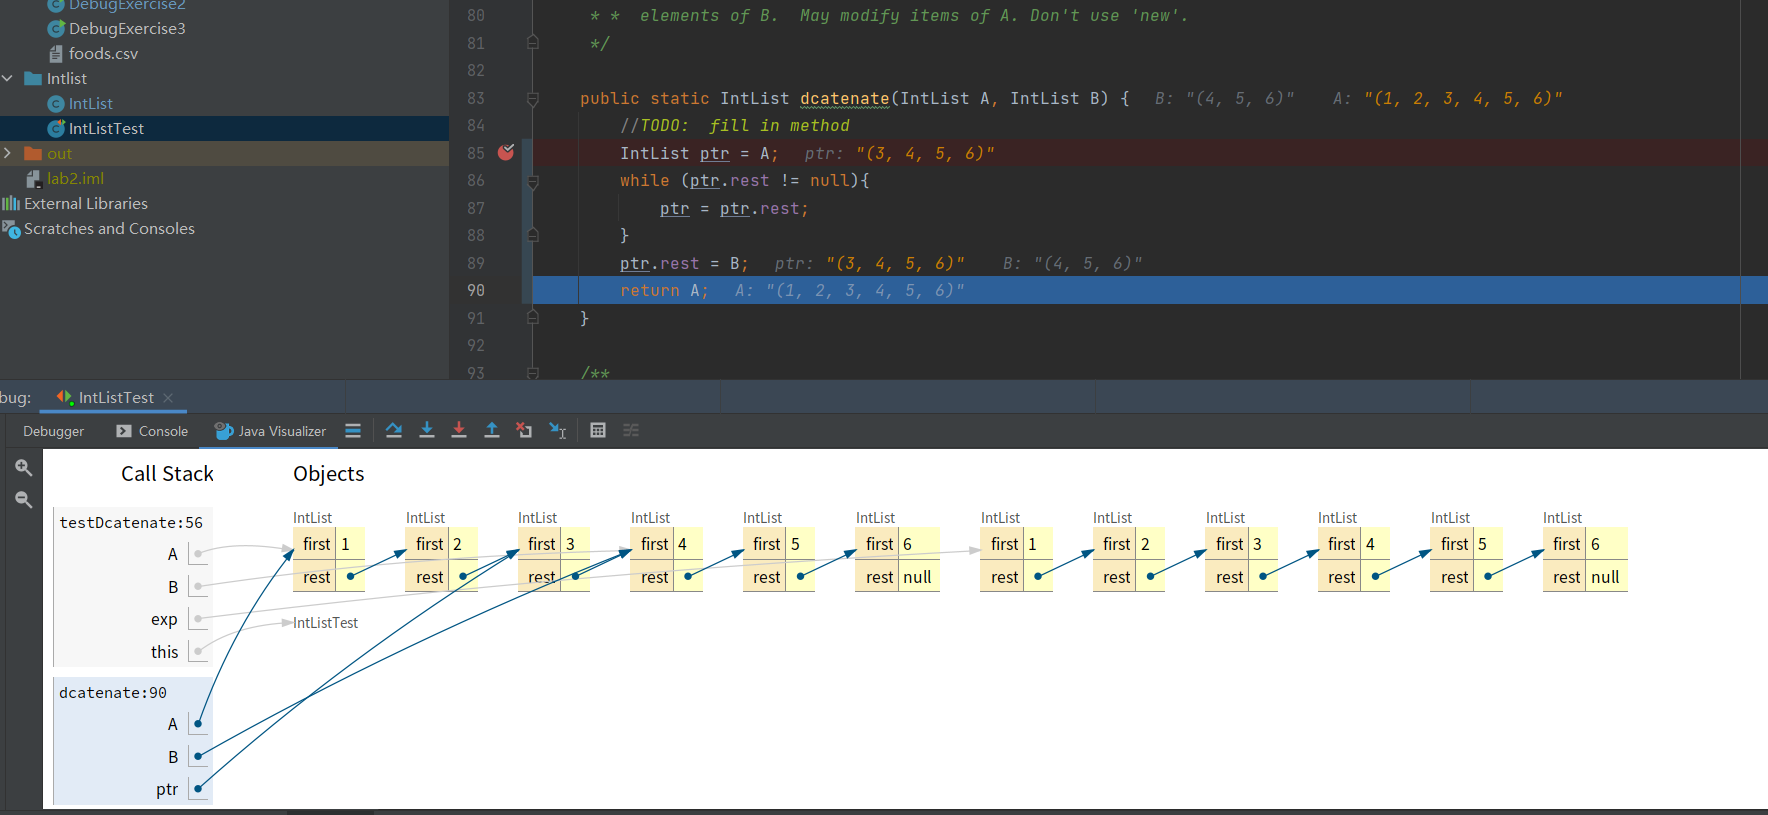 DebugExercise2
DebugExercise3
foods.csv
Intlist
IntList
IntListTest
out
lab2.iml
External Libraries
Scratches and Consoles
80 * * elements of B. May modify items of A. Don't use 'new'.
81 */
82
83 public static IntList dcatenate(IntList A, IntList B) { B: "(4, 5, 6)" A: "(1, 2, 3, 4, 5, 6)"
84 //TODO: fill in method
85 IntList ptr = A; ptr: "(3, 4, 5, 6)"
86 while (ptr.rest != null){
87 ptr = ptr.rest;
88 }
89 ptr.rest = B; ptr: "(3, 4, 5, 6)" B: "(4, 5, 6)"
90 return A; A: "(1, 2, 3, 4, 5, 6)"
91 }
92
93 /**
bug: IntListTest
Debugger Console Java Visualizer
Call Stack Objects
testDcatenate:56
A
B
exp
this
dcatenate:90
A
B
ptr
IntList IntList IntList IntList IntList IntList IntList IntList IntList IntList IntList IntList
first 1 first 2 first 3 first 4 first 5 first 6 first 1 first 2 first 3 first 4 first 5 first 6
rest rest rest rest rest rest null rest rest rest rest rest rest null
IntListTest